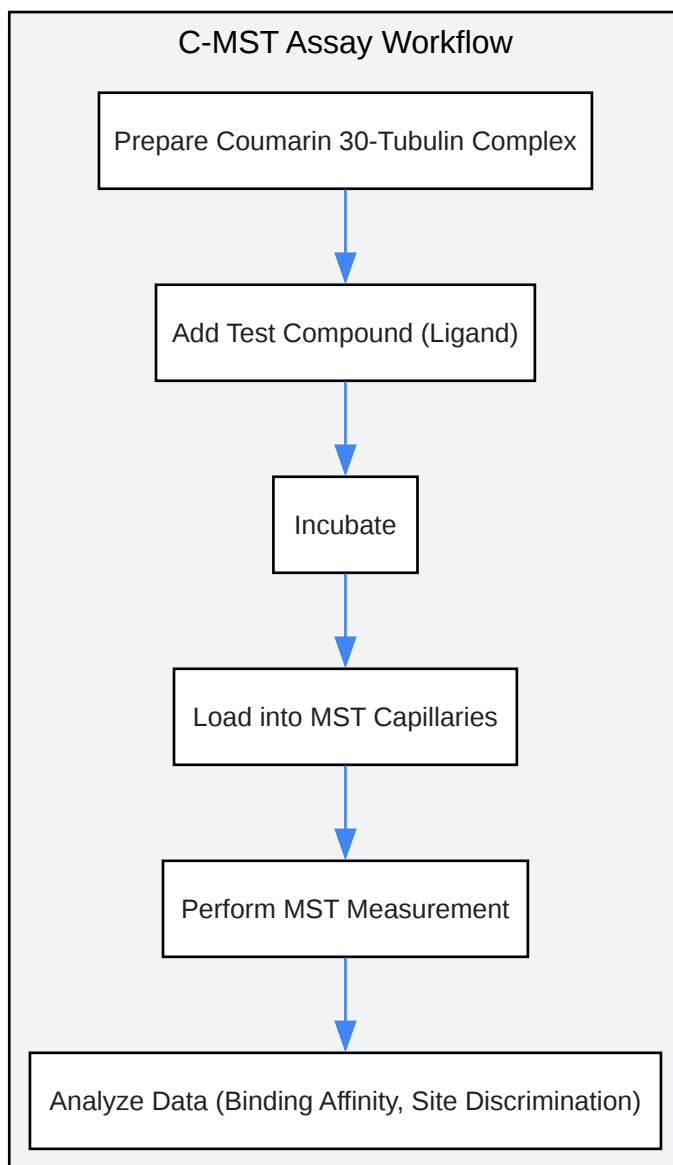 C-MST Assay Workflow
Prepare Coumarin 30-Tubulin Complex
Add Test Compound (Ligand)
Incubate
Load into MST Capillaries
Perform MST Measurement
Analyze Data (Binding Affinity, Site Discrimination)